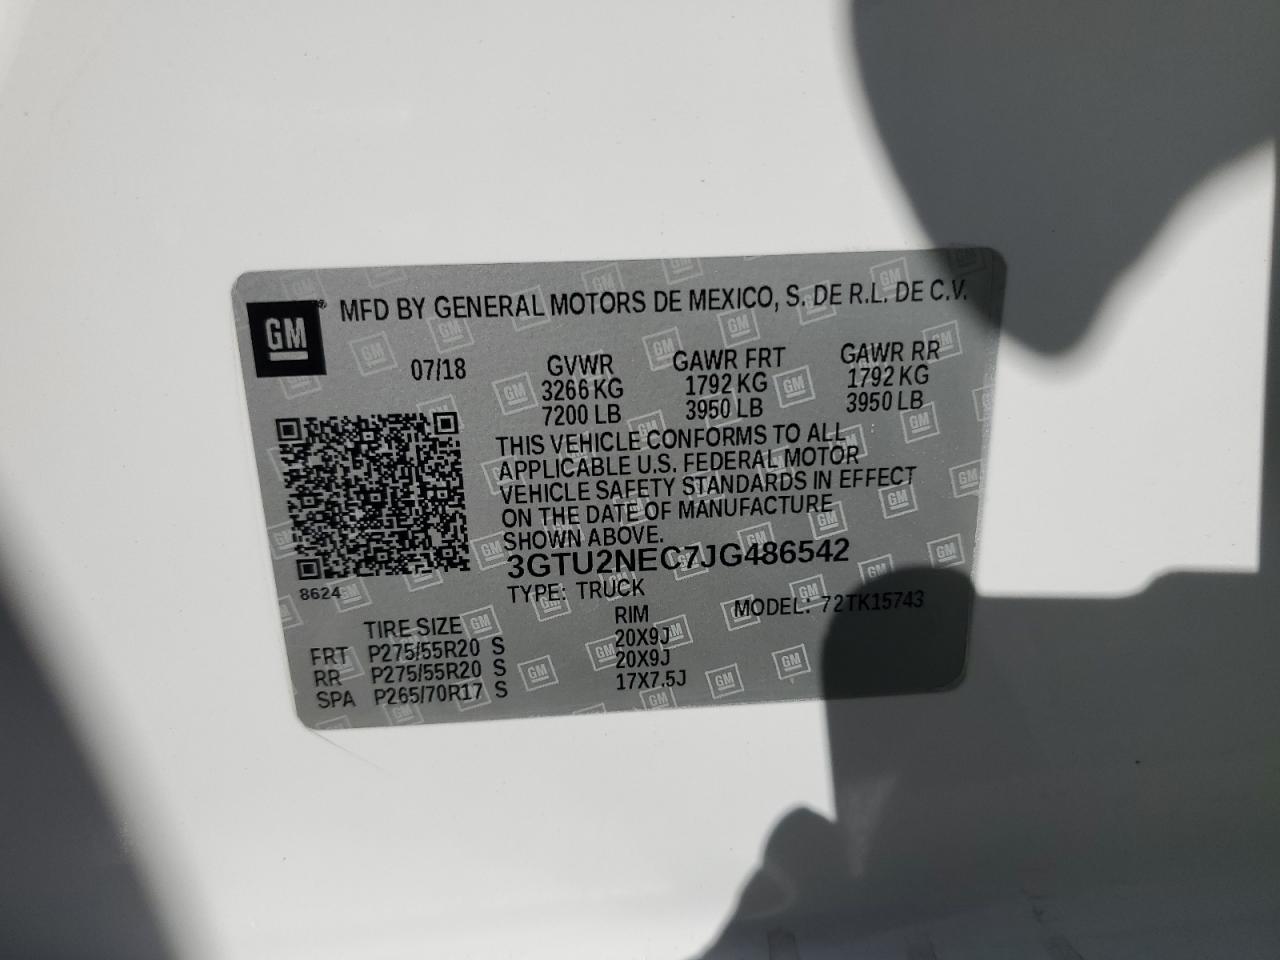 GM ® MFD BY GENERAL MOTORS DE MEXICO, S. DE R.L. DE C.V.
07/18 GVWR GAWR FRT GAWR RR
3266 KG 1792 KG 1792 KG
7200 LB 3950 LB 3950 LB
THIS VEHICLE CONFORMS TO ALL
APPLICABLE U.S. FEDERAL MOTOR
VEHICLE SAFETY STANDARDS IN EFFECT
ON THE DATE OF MANUFACTURE
SHOWN ABOVE.
3GTU2NEC7JG486542
8624 TYPE: TRUCK MODEL: 72TK15743
TIRE SIZE RIM
FRT P275/55R20 S 20X9J
RR P275/55R20 S 20X9J
SPA P265/70R17 S 17X7.5J